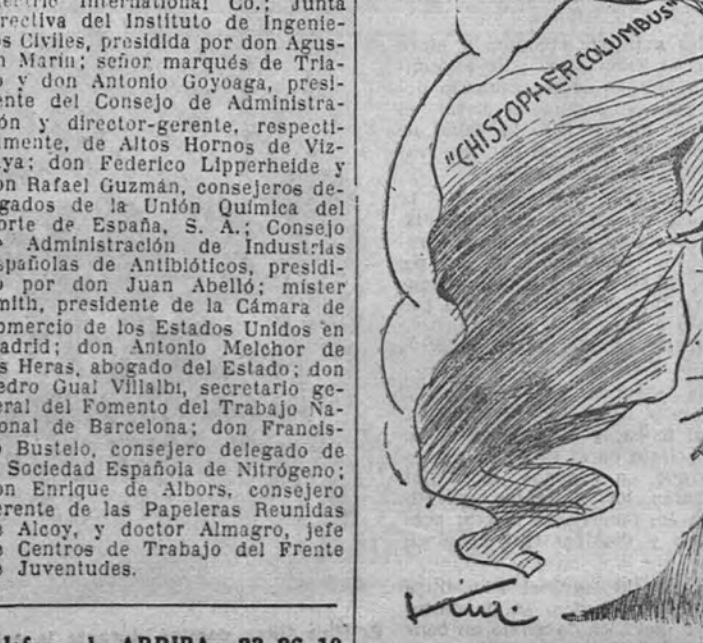 ectric International Co.; Junta
rectiva del Instituto de Ingenie-
s Civiles, presidida por don Agus-
n Marín; señor marqués de Tria-
o y don Antonio Goyoaga, presi-
ente del Consejo de Administra-
ón y director-gerente, respecti-
mente, de Altos Hornos de Viz-
ya; don Federico Lipperheide y
on Rafael Guzmán, consejeros de-
gados de la Unión Química del
orte de España, S. A.; Consejo
e Administración de Industrias
spañolas de Antibióticos, presidi-
o por don Juan Abelló; míster
mith, presidente de la Cámara de
omercio de los Estados Unidos en
adrid; don Antonio Melchor de
s Heras, abogado del Estado; don
edro Gual Villalbi, secretario ge-
eral del Fomento del Trabajo Na-
onal de Barcelona; don Francis-
o Bustelo, consejero delegado de
Sociedad Española de Nitrógeno;
on Enrique de Albors, consejero
erente de las Papeleras Reunidas
e Alcoy, y doctor Almagro, jefe
e Centros de Trabajo del Frente
e Juventudes.
ARRIBA
"CHISTOPHER COLUMBUS"